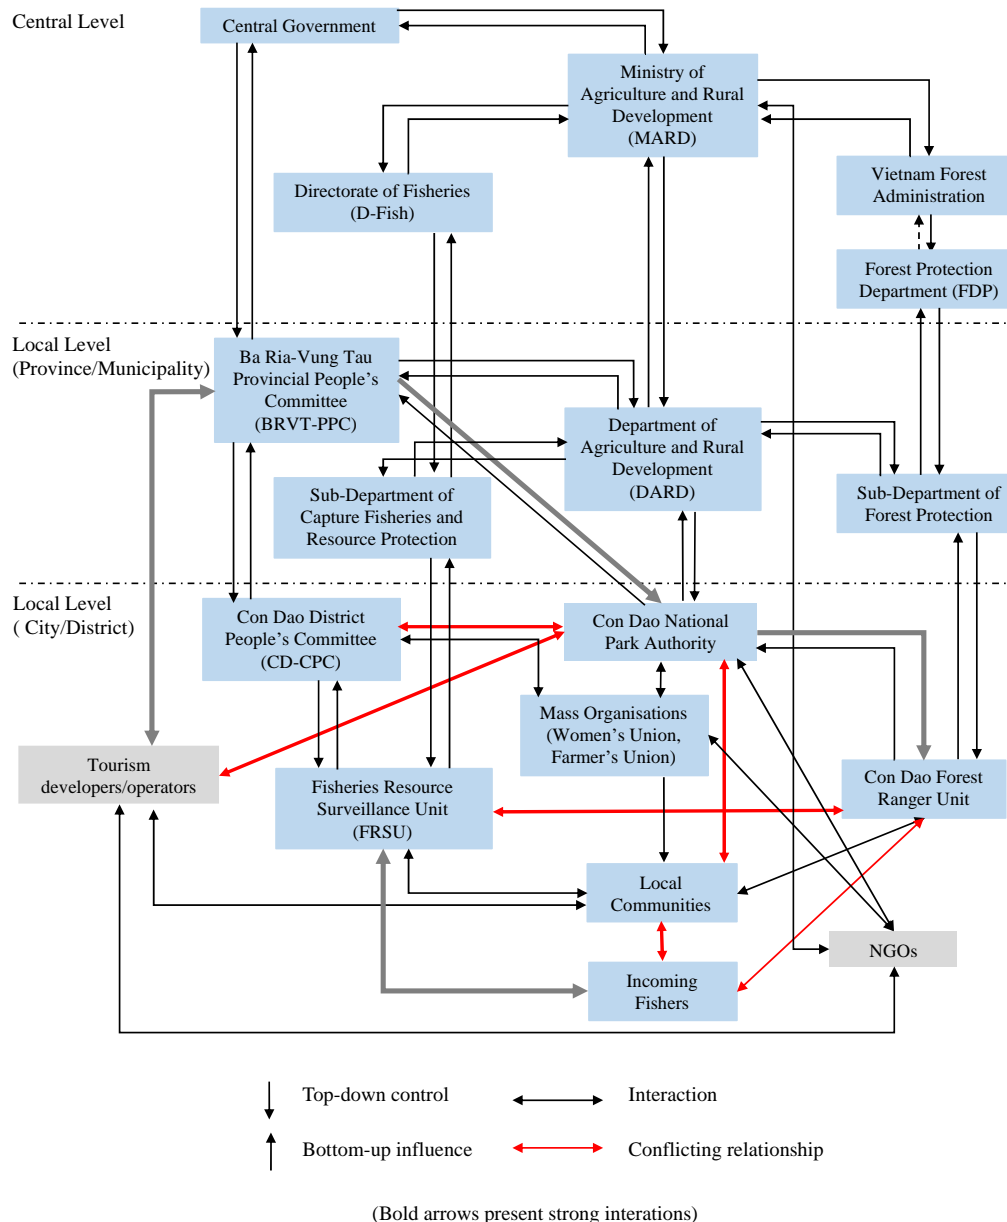 Central Level
Central Government
Ministry of
Agriculture and Rural
Development
(MARD)
Directorate of Fisheries
(D-Fish)
Vietnam Forest
Administration
Forest Protection
Department (FDP)
Local Level
(Province/Municipality)
Ba Ria-Vung Tau
Provincial People's
Committee
(BRVT-PPC)
Department of
Agriculture and Rural
Development
(DARD)
Sub-Department of
Capture Fisheries and
Resource Protection
Sub-Department of
Forest Protection
Local Level
( City/District)
Con Dao District
People's Committee
(CD-CPC)
Con Dao National
Park Authority
Mass Organisations
(Women's Union,
Farmer's Union)
Tourism
developers/operators
Fisheries Resource
Surveillance Unit
(FRSU)
Con Dao Forest
Ranger Unit
Local
Communities
NGOs
Incoming
Fishers
Top-down control
Interaction
Bottom-up influence
Conflicting relationship
(Bold arrows present strong interations)